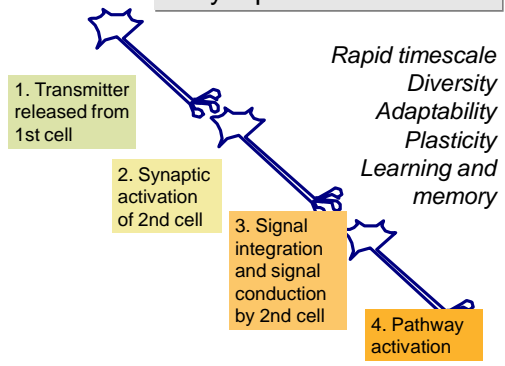 Rapid timescale
Diversity
Adaptability
Plasticity
Learning and
memory
1. Transmitter
released from
1st cell
2. Synaptic
activation
of 2nd cell
3. Signal
integration
and signal
conduction
by 2nd cell
4. Pathway
activation